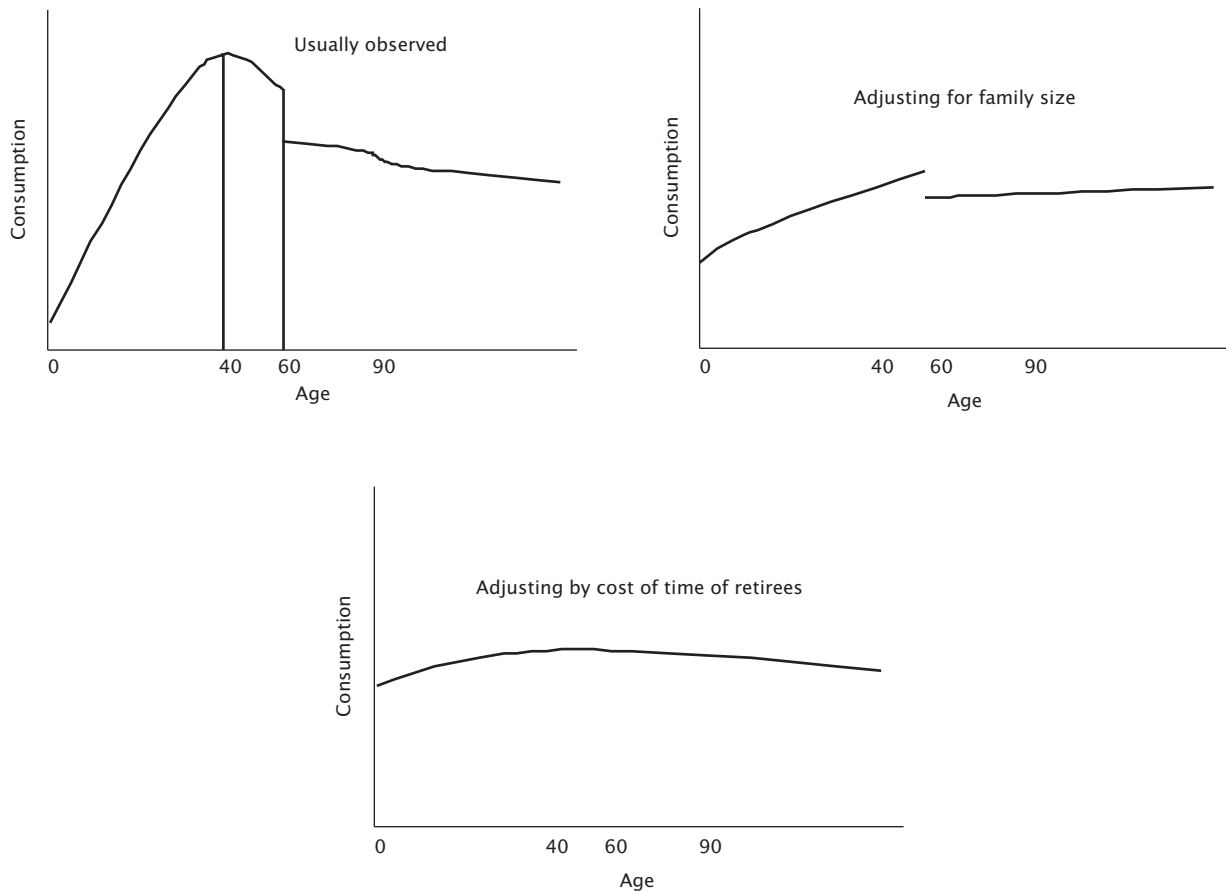 Usually observed
Consumption
0 40 60 90
Age
Adjusting for family size
Consumption
0 40 60 90
Age
Adjusting by cost of time of retirees
Consumption
0 40 60 90
Age